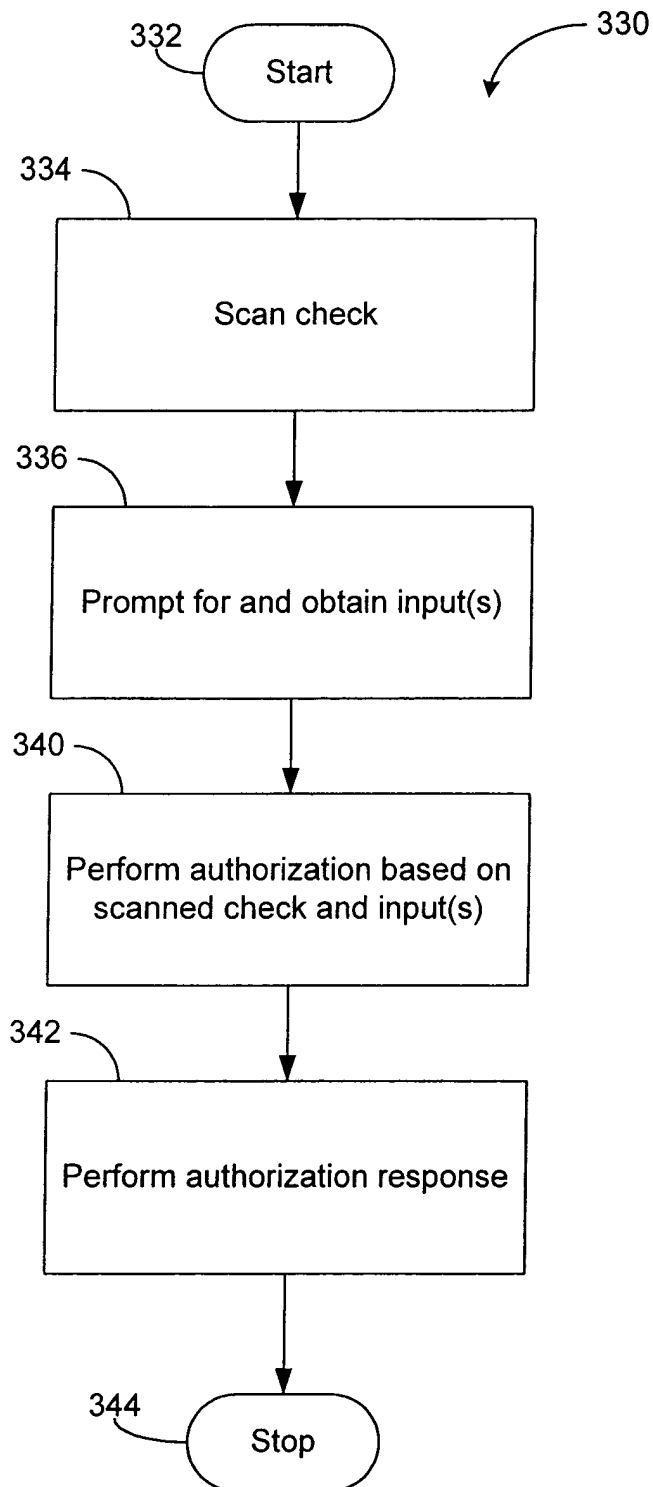 332
330
Start
334
Scan check
336
Prompt for and obtain input(s)
340
Perform authorization based on
scanned check and input(s)
342
Perform authorization response
344
Stop